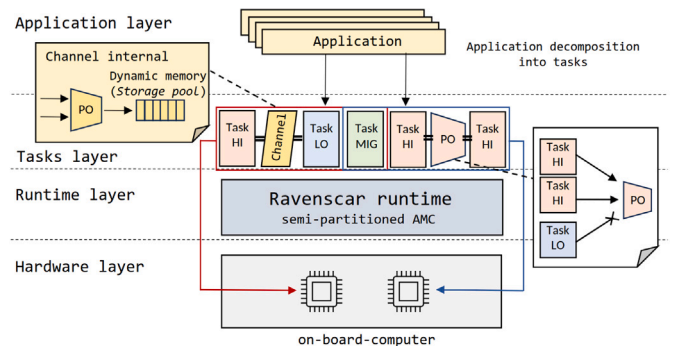 Application layer
Application
Application decomposition
into tasks
Channel internal
Dynamic memory
(Storage pool)
PO
Task
HI
Channel
Task
LO
Task
MIG
Task
HI
PO
Task
HI
Tasks layer
Task
HI
Task
HI
Task
LO
PO
Runtime layer
Ravenscar runtime
semi-partitioned AMC
Hardware layer
on-board-computer